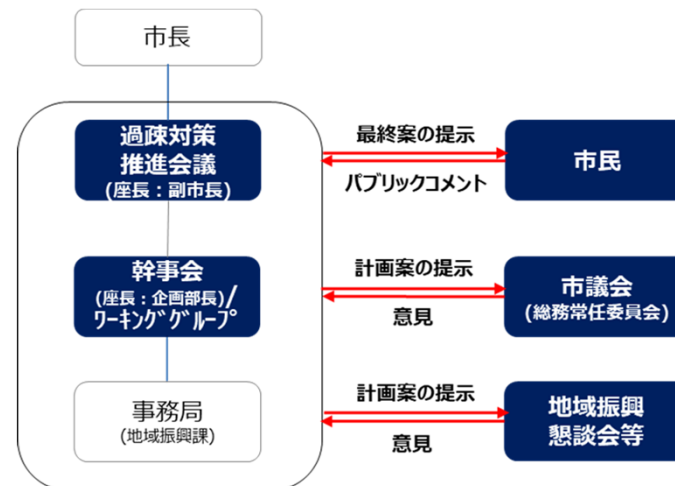 市長
過疎対策
推進会議
(座長：副市長)
最終案の提示
パブリックコメント
市民
幹事会
(座長：企画部長)/
ﾜｰｷﾝｸﾞｸﾞﾙｰﾌﾟ
計画案の提示
意見
市議会
(総務常任委員会)
事務局
(地域振興課)
計画案の提示
意見
地域振興
懇談会等